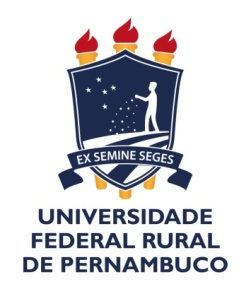 EX SEMINE SEGES
UNIVERSIDADE
FEDERAL RURAL
DE PERNAMBUCO